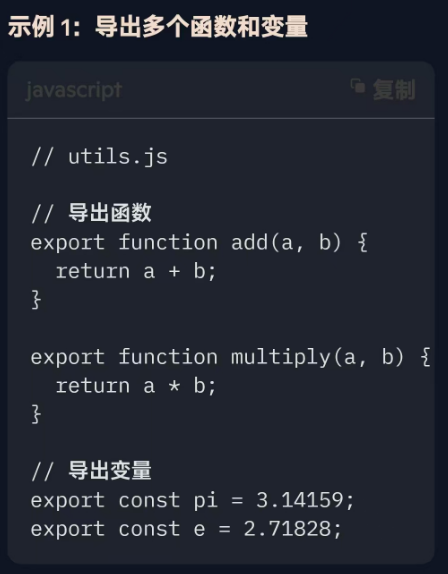 示例 1：导出多个函数和变量
javascript 复制
// utils.js
// 导出函数
export function add(a, b) {
  return a + b;
}
export function multiply(a, b) {
  return a * b;
}
// 导出变量
export const pi = 3.14159;
export const e = 2.71828;